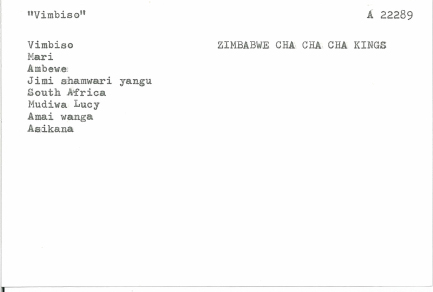 "Vimbiso" A 22289
Vimbiso ZIMBABWE CHA CHA CHA KINGS
Mari
Ambewe
Jimi shamwari yangu
South Africa
Mudiwa Lucy
Amai wanga
Asikana